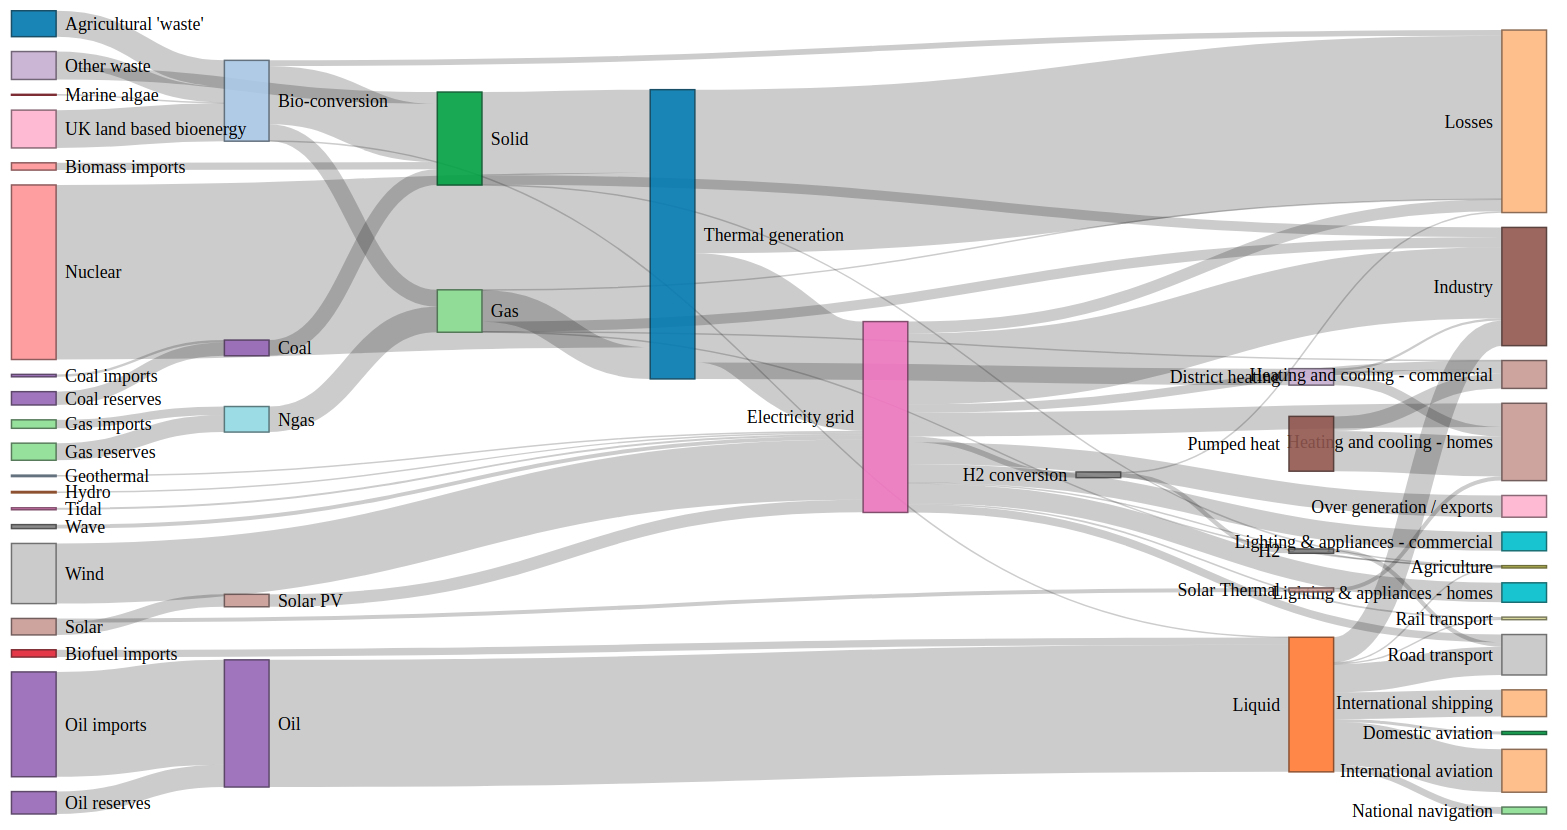 Agricultural 'waste'
Other waste
Marine algae
UK land based bioenergy
Biomass imports
Nuclear
Coal imports
Coal reserves
Gas imports
Gas reserves
Geothermal
Hydro
Tidal
Wave
Wind
Solar
Biofuel imports
Oil imports
Oil reserves
Bio-conversion
Coal
Ngas
Solar PV
Oil
Solid
Gas
Thermal generation
Electricity grid
H2 conversion
District heating
Pumped heat
H2
Solar Thermal
Liquid
Losses
Industry
Heating and cooling - commercial
Heating and cooling - homes
Over generation / exports
Lighting & appliances - commercial
Agriculture
Lighting & appliances - homes
Rail transport
Road transport
International shipping
Domestic aviation
International aviation
National navigation